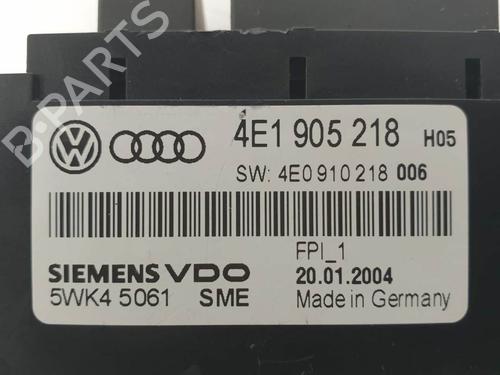 4E1 905 218 H05
SW: 4E0 910 218 006
FPI_1
SIEMENS VDO 20.01.2004
5WK4 5061 SME Made in Germany
B-PARTS